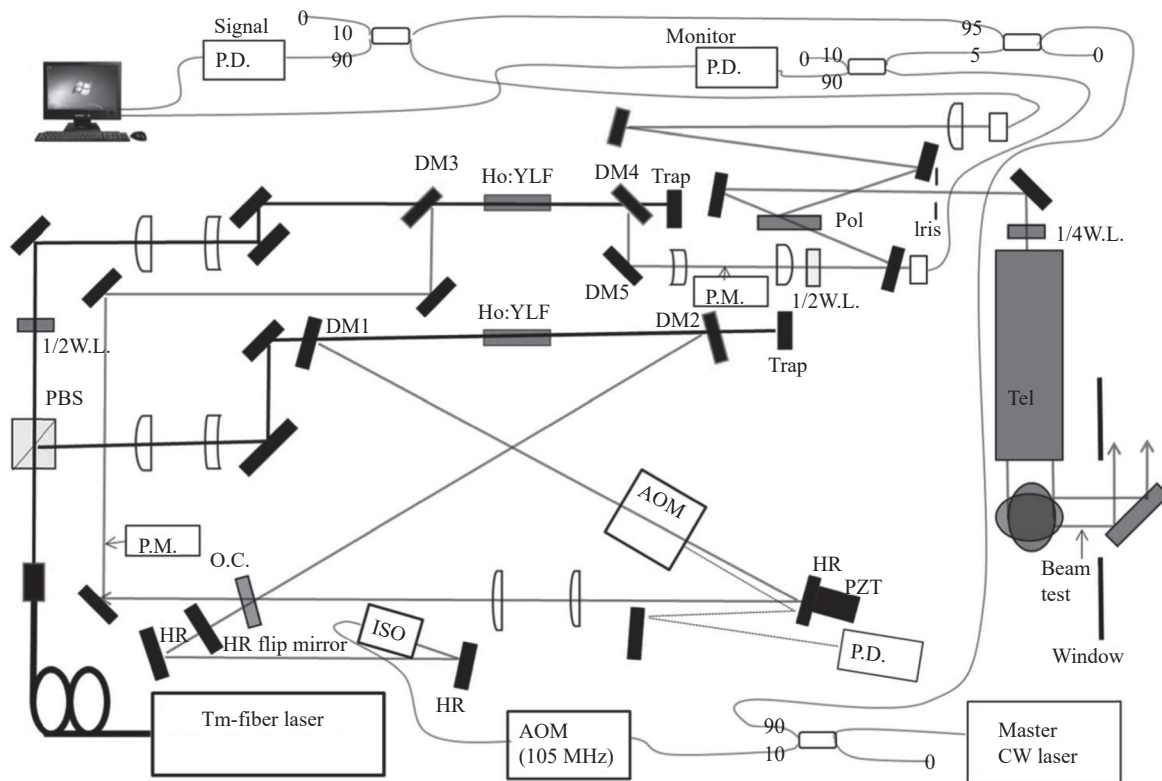 0
Signal
10
90
P.D.
Monitor
P.D.
0
10
90
95
5
0
DM3
Ho:YLF
DM4
Trap
Pol
Iris
1/4W.L.
DM5
P.M.
1/2W.L.
1/2W.L.
DM1
Ho:YLF
DM2
Trap
PBS
Tel
AOM
P.M.
O.C.
HR
PZT
Beam
test
HR
HR flip mirror
ISO
P.D.
Window
HR
Tm-fiber laser
AOM
(105 MHz)
90
10
0
Master
CW laser